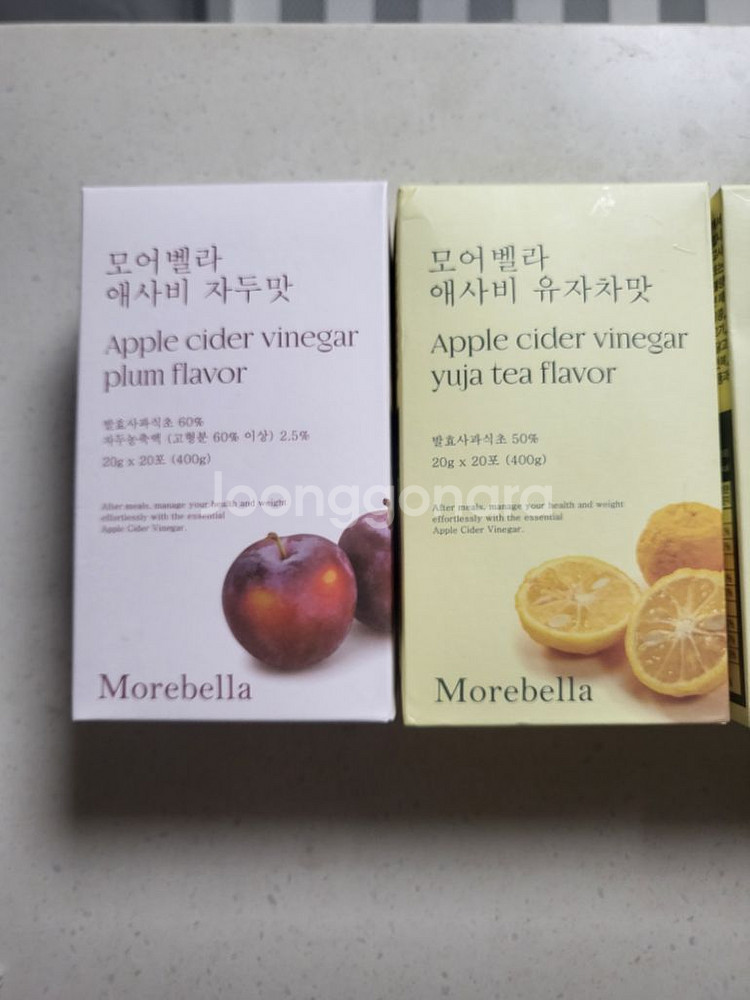 모어벨라
애사비 자두맛
Apple cider vinegar
plum flavor
발효사과식초 60%
자두농축액 (고형분 60% 이상) 2.5%
20g x 20포 (400g)
After meals, manage your health and weight
effortlessly with the essential
Apple Cider Vinegar.
Morebella
모어벨라
애사비 유자차맛
Apple cider vinegar
yuja tea flavor
발효사과식초 50%
20g x 20포 (400g)
After meals, manage your health and weight
effortlessly with the essential
Apple Cider Vinegar.
Morebella
Joonggonara